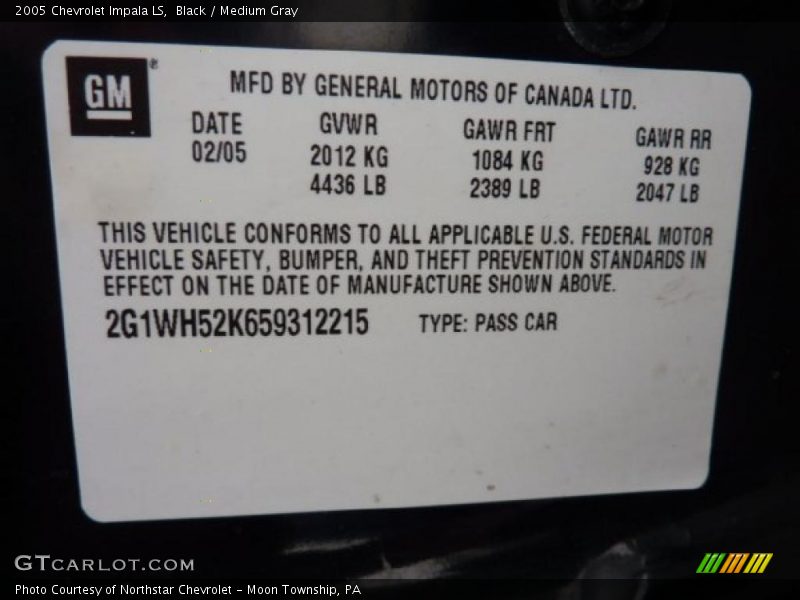 2005 Chevrolet Impala LS, Black / Medium Gray
GM®
MFD BY GENERAL MOTORS OF CANADA LTD.
DATE GVWR GAWR FRT GAWR RR
02/05 2012 KG 1084 KG 928 KG
4436 LB 2389 LB 2047 LB
THIS VEHICLE CONFORMS TO ALL APPLICABLE U.S. FEDERAL MOTOR
VEHICLE SAFETY, BUMPER, AND THEFT PREVENTION STANDARDS IN
EFFECT ON THE DATE OF MANUFACTURE SHOWN ABOVE.
2G1WH52K659312215 TYPE: PASS CAR
GTCARLOT.COM
Photo Courtesy of Northstar Chevrolet - Moon Township, PA